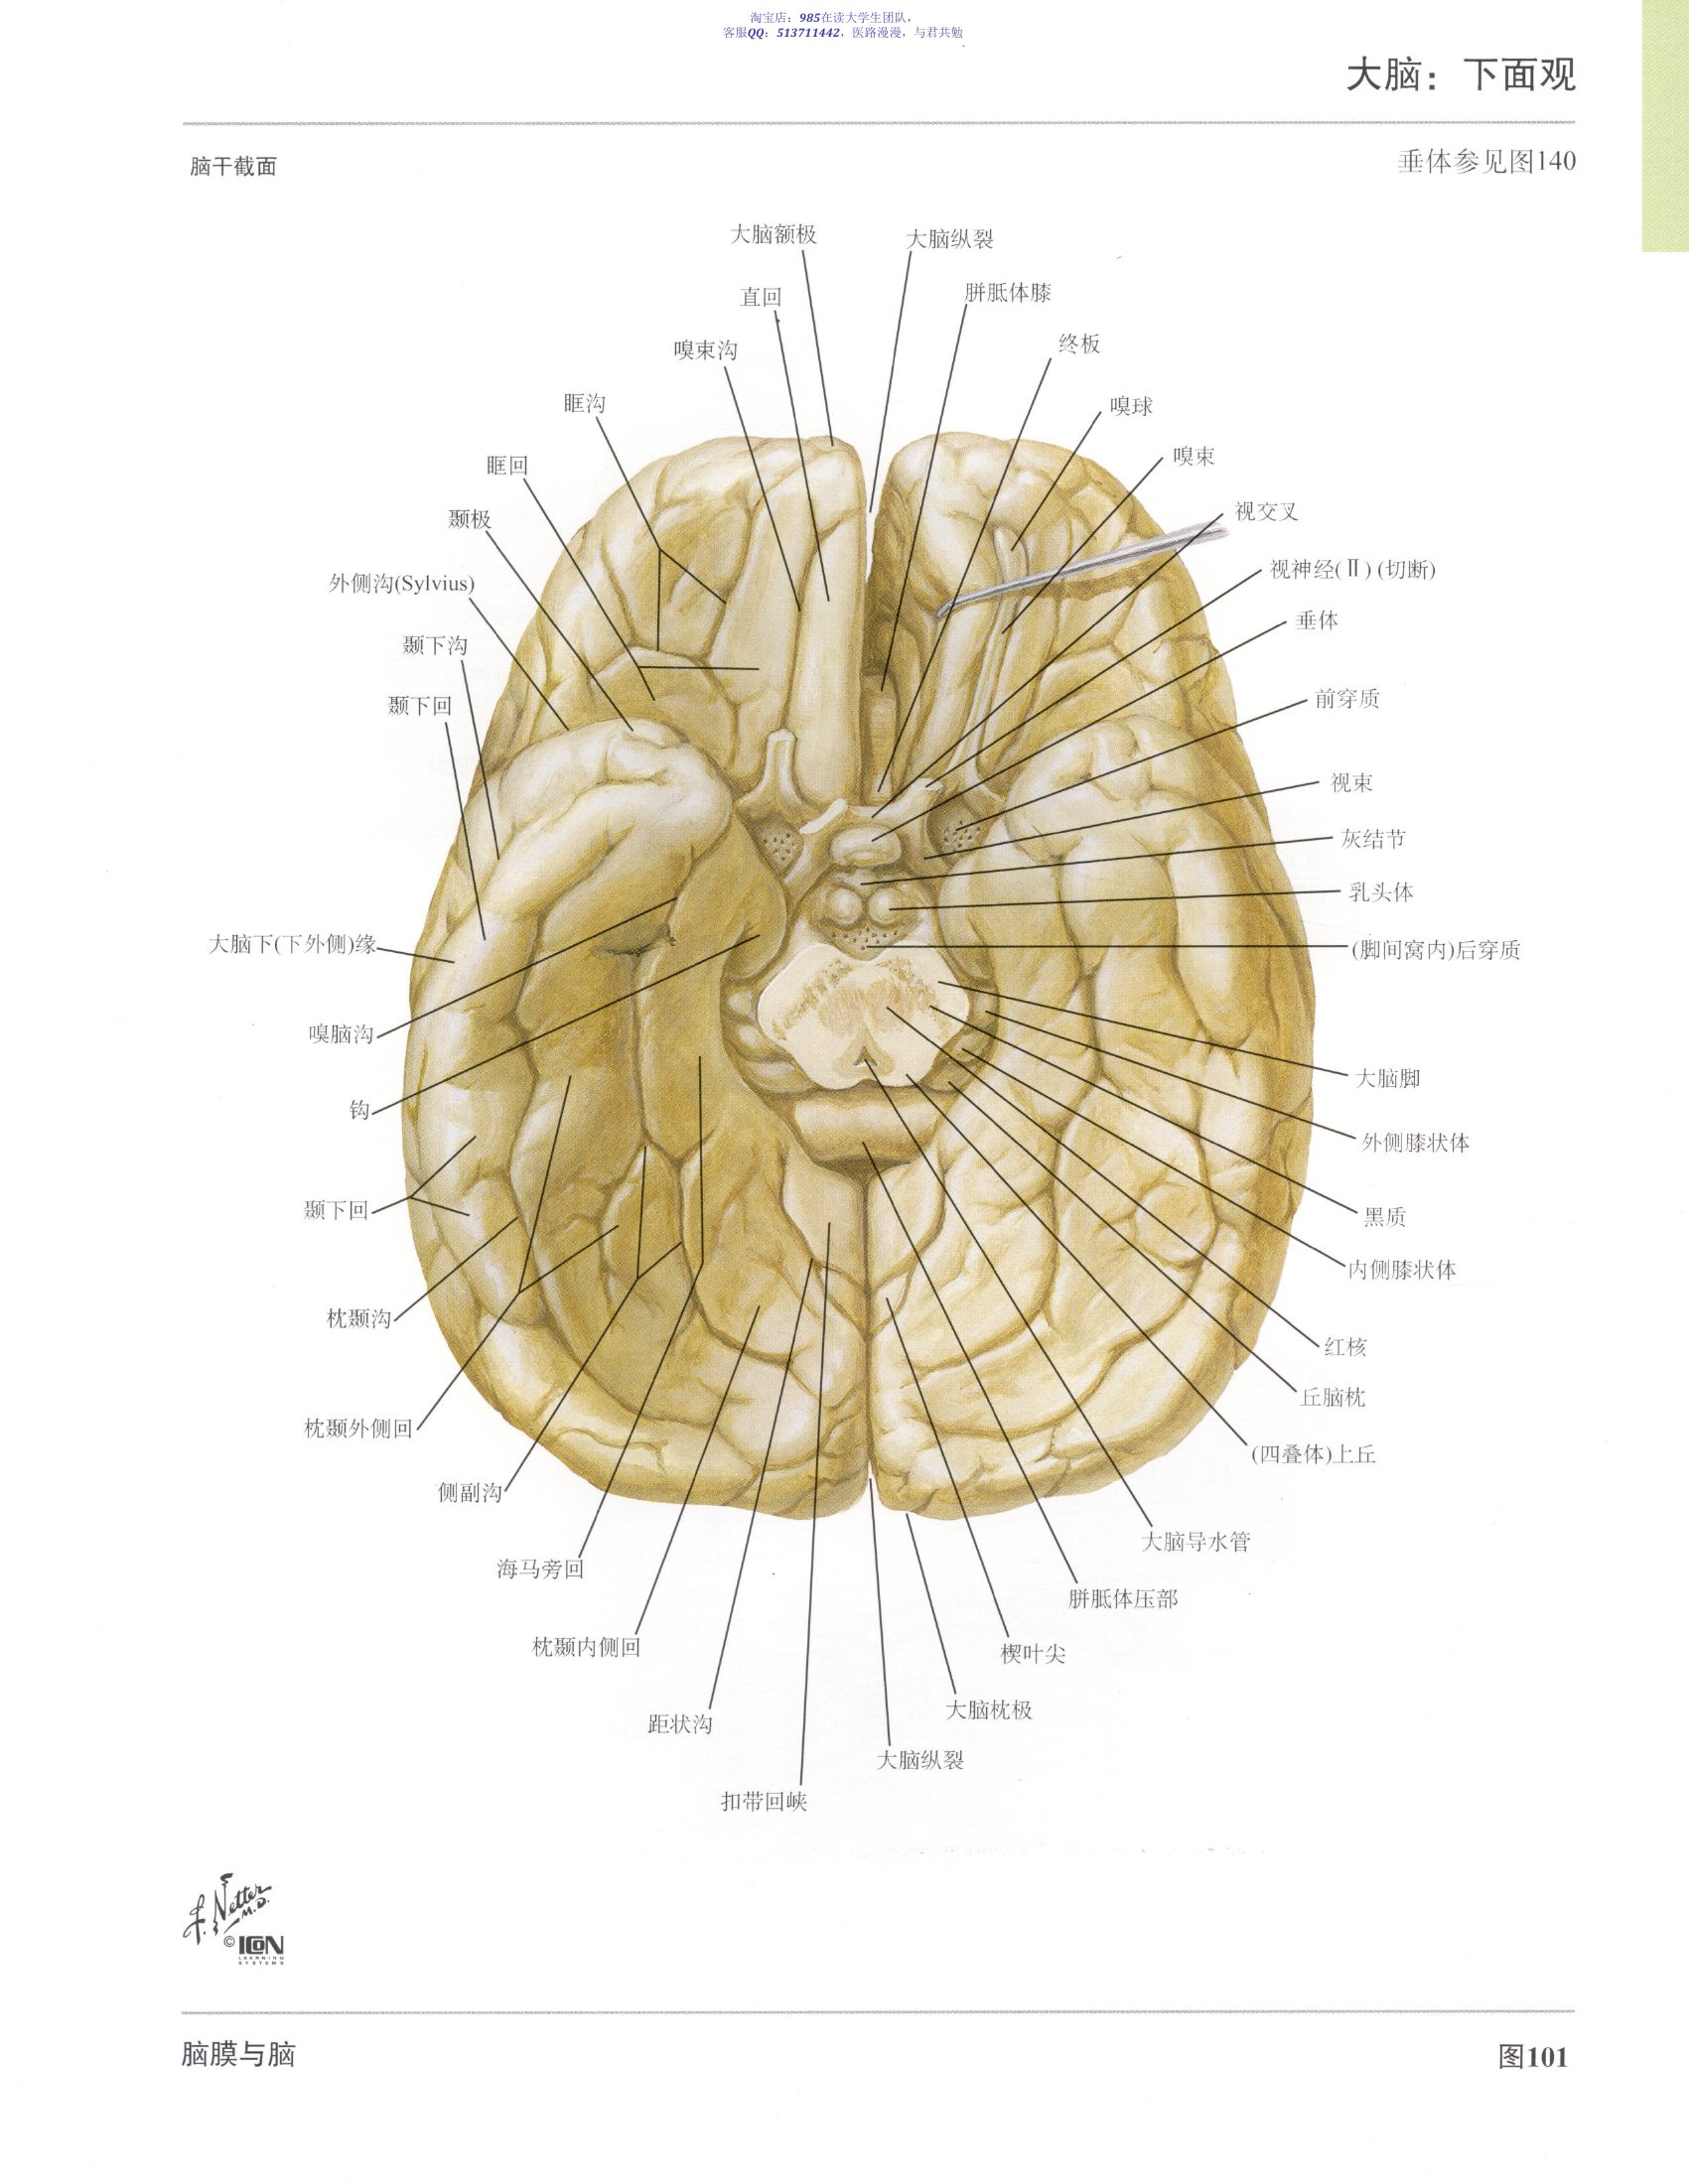 淘宝店：985在读大学生团队，
客服QQ：513711442，医路漫漫，与君共勉
大脑：下面观
脑干截面
垂体参见图140
大脑额极
大脑纵裂
直回
胼胝体膝
嗅束沟
终板
眶沟
嗅球
眶回
嗅束
颞极
视交叉
外侧沟(Sylvius)
视神经(Ⅱ)(切断)
颞下沟
垂体
颞下回
前穿质
视束
灰结节
乳头体
大脑下(下外侧)缘
(脚间窝内)后穿质
嗅脑沟
大脑脚
钩
外侧膝状体
颞下回
黑质
内侧膝状体
枕颞沟
红核
丘脑枕
枕颞外侧回
(四叠体)上丘
侧副沟
大脑导水管
海马旁回
胼胝体压部
枕颞内侧回
楔叶尖
大脑枕极
距状沟
大脑纵裂
扣带回峡
F. Netter
M.D.
© ICON
LEARNING
SYSTEMS
脑膜与脑
图101